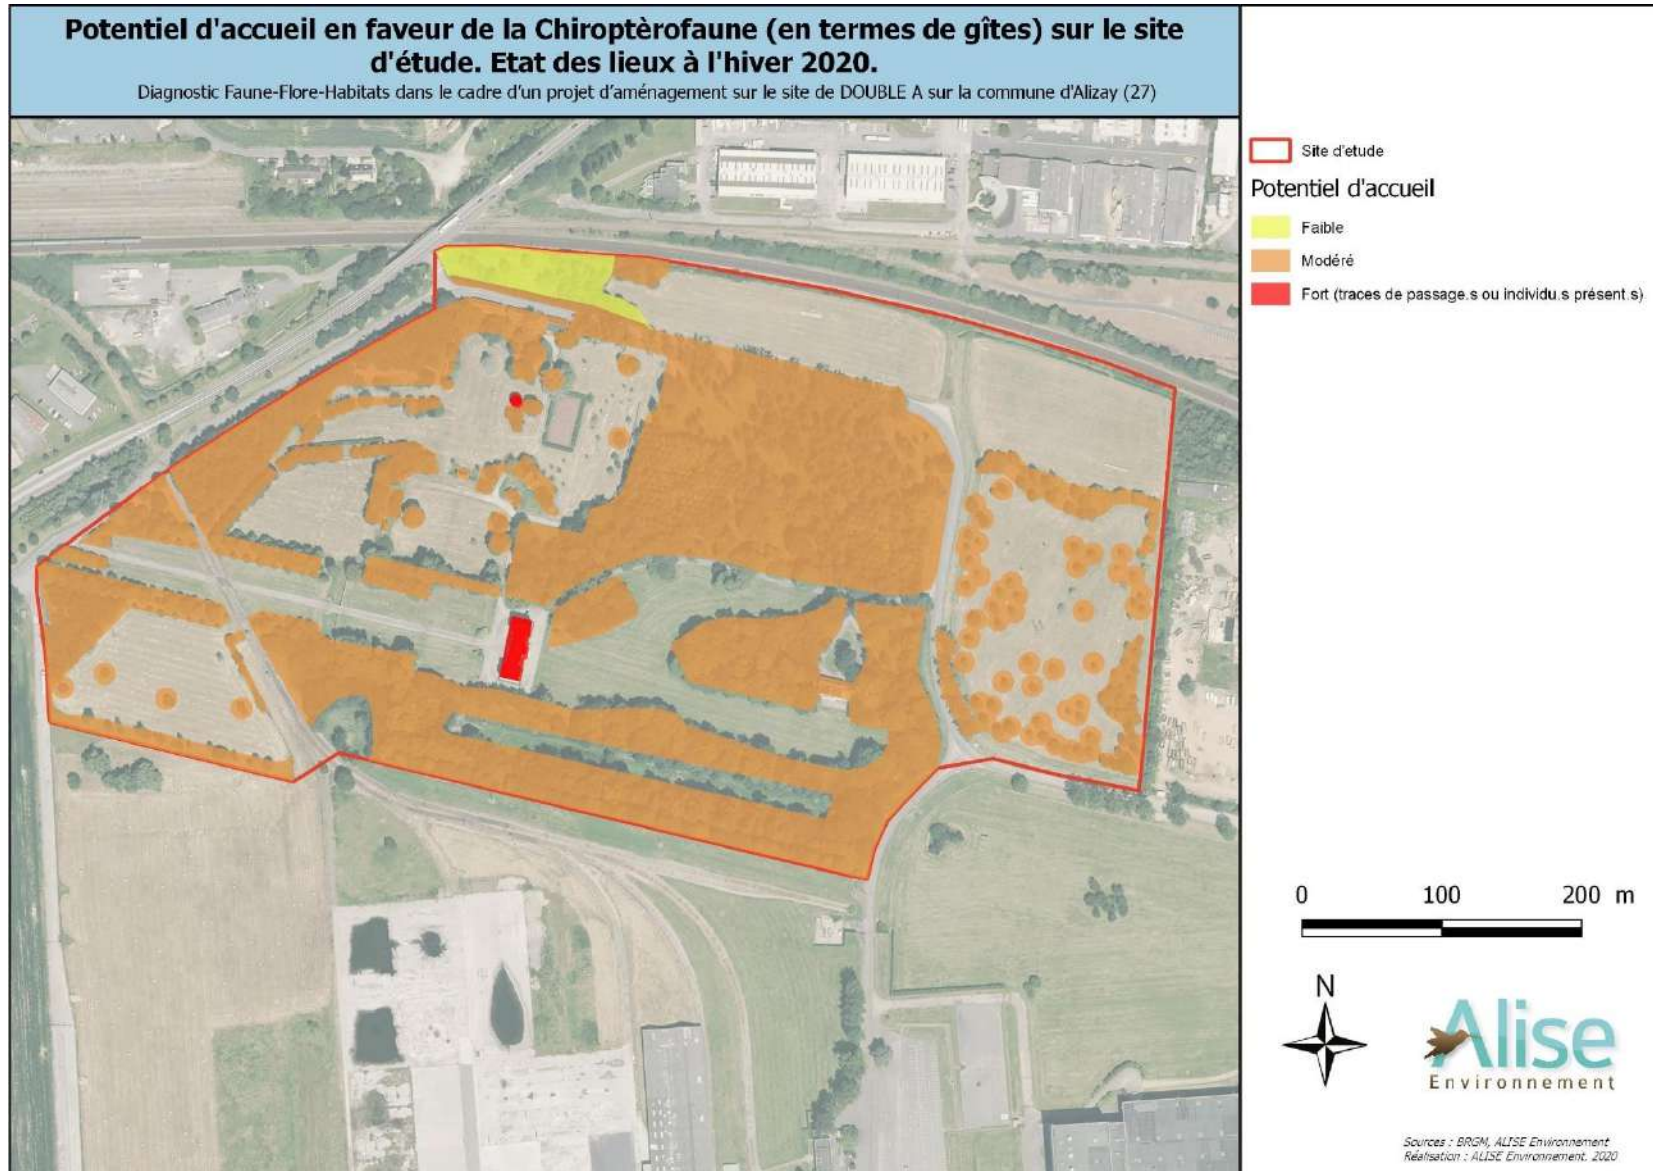 Potentiel d'accueil en faveur de la Chiroptèrofaune (en termes de gîtes) sur le site
d'étude. Etat des lieux à l'hiver 2020.
Diagnostic Faune-Flore-Habitats dans le cadre d'un projet d'aménagement sur le site de DOUBLE A sur la commune d'Alizay (27)
Site d'etude
Potentiel d'accueil
Faible
Modéré
Fort (traces de passage.s ou individu.s présent.s)
0 100 200 m
N
Alise
Environnement
Sources : BRGM, ALISE Environnement
Réalisation : ALISE Environnement, 2020